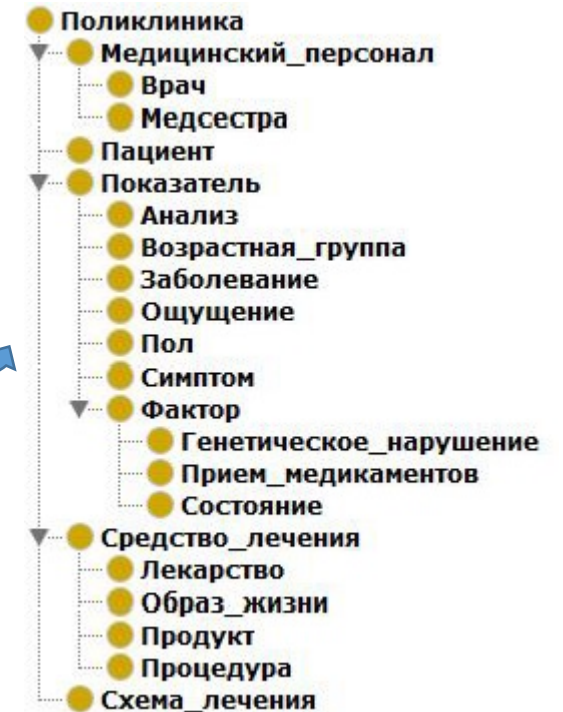 Поликлиника
Медицинский_персонал
Врач
Медсестра
Пациент
Показатель
Анализ
Возрастная_группа
Заболевание
Ощущение
Пол
Симптом
Фактор
Генетическое_нарушение
Прием_медикаментов
Состояние
Средство_лечения
Лекарство
Образ_жизни
Продукт
Процедура
Схема_лечения